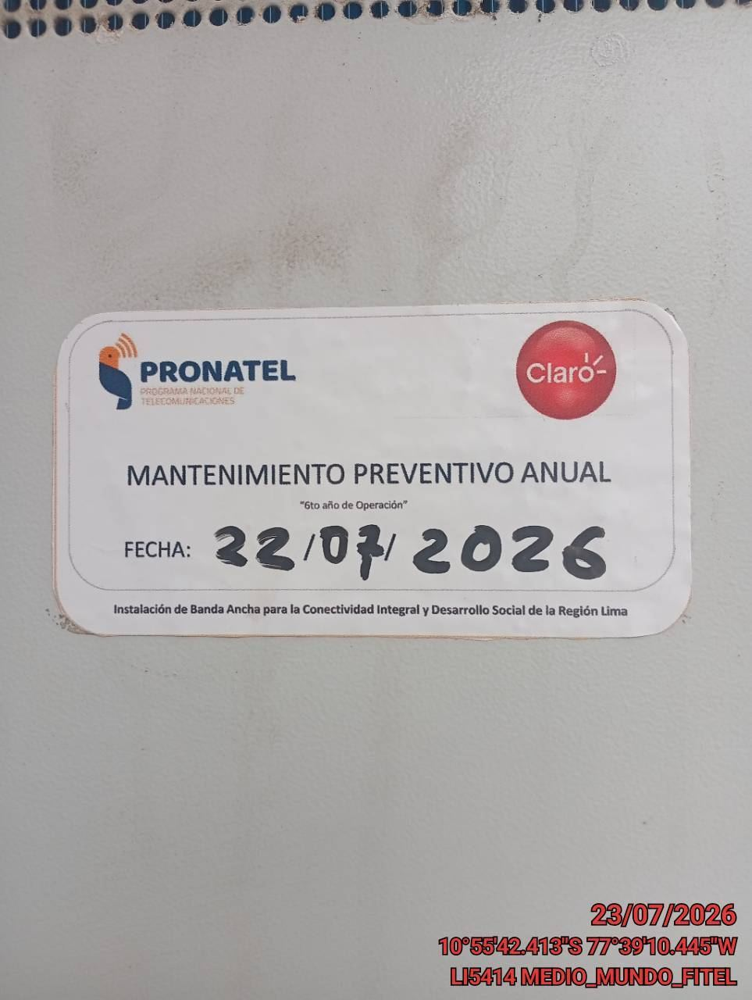 PRONATEL
PROGRAMA NACIONAL DE
TELECOMUNICACIONES
Claro
MANTENIMIENTO PREVENTIVO ANUAL
"6to año de Operación"
FECHA: 22/07/2026
Instalación de Banda Ancha para la Conectividad Integral y Desarrollo Social de la Región Lima
23/07/2026
10°55'42.413"S 77°39'10.445"W
LI5414 MEDIO_MUNDO_FITEL